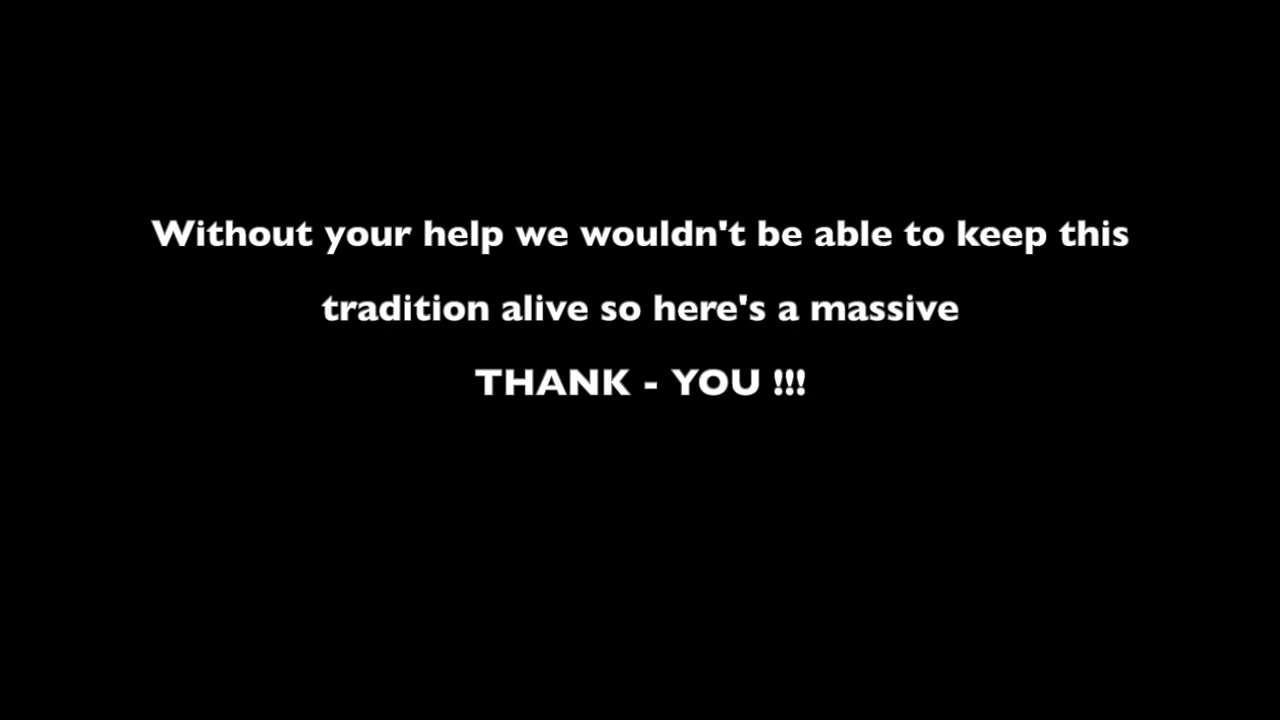 Without your help we wouldn't be able to keep this
tradition alive so here's a massive
THANK - YOU !!!